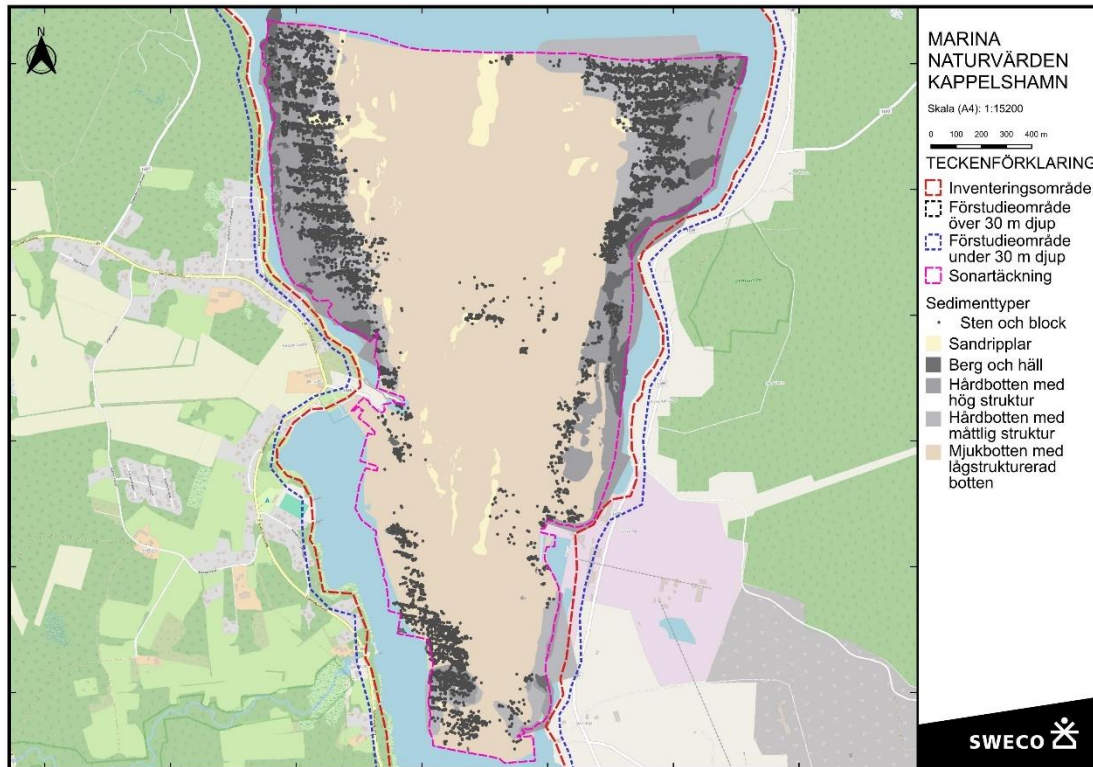 N
MARINA
NATURVÄRDEN
KAPPELSHAMN
Skala (A4): 1:15200
0 100 200 300 400 m
TECKENFÖRKLARING
Inventeringsområde
Förstudieområde
över 30 m djup
Förstudieområde
under 30 m djup
Sonartäckning
Sedimenttyper
Sten och block
Sandripplar
Berg och häll
Hårdbotten med
hög struktur
Hårdbotten med
måttlig struktur
Mjukbotten med
lågstrukturerad
botten
SWECO